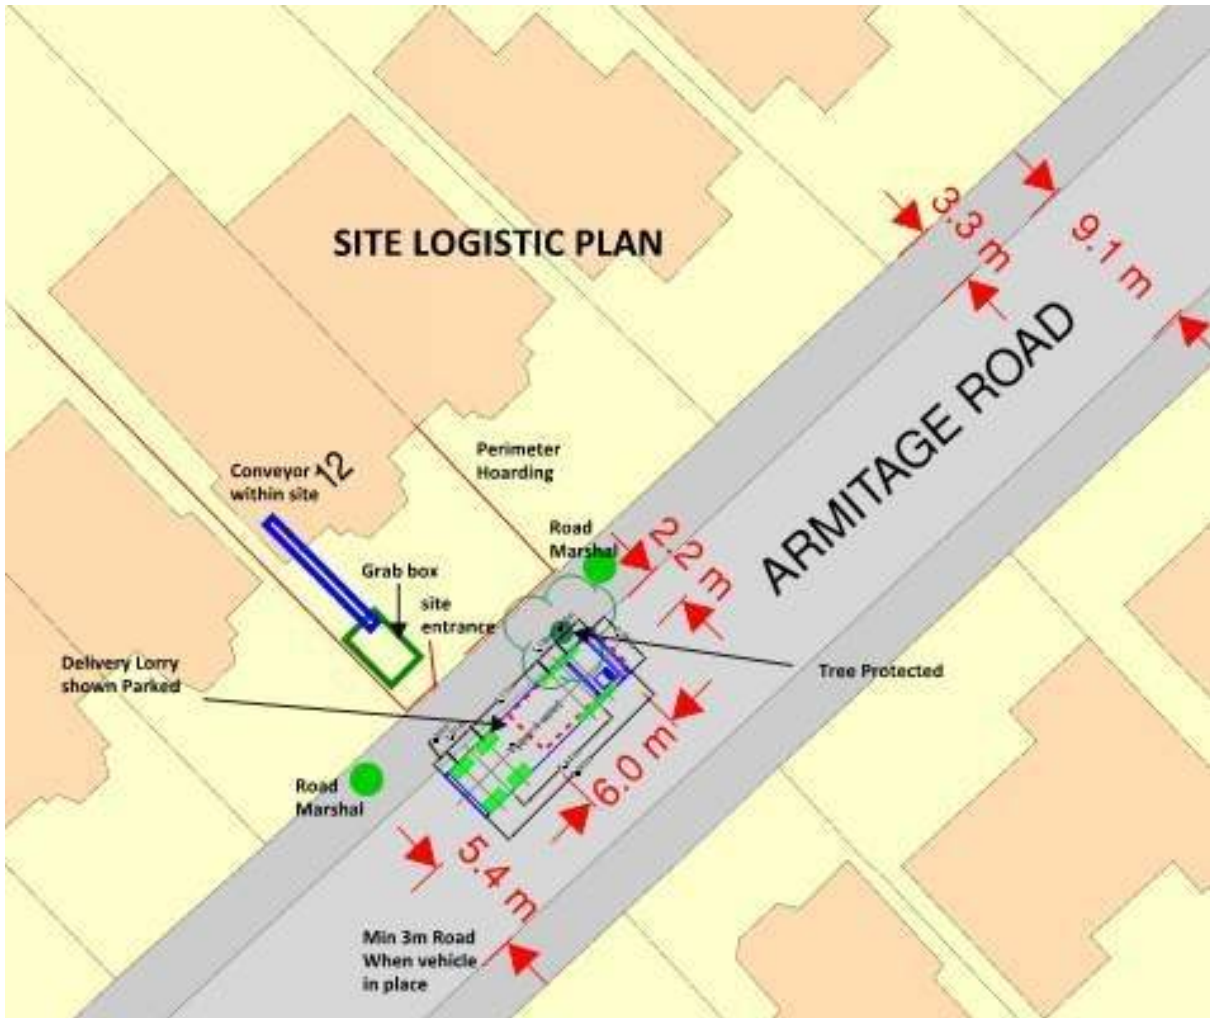 SITE LOGISTIC PLAN
3.3 m
9.1 m
ARMITAGE ROAD
Perimeter
Hoarding
Conveyor
within site
12
Road
Marshal
2.2 m
Grab box
site
entrance
Delivery Lorry
shown Parked
Tree Protected
6.0 m
Road
Marshal
5.4 m
Min 3m Road
When vehicle
in place